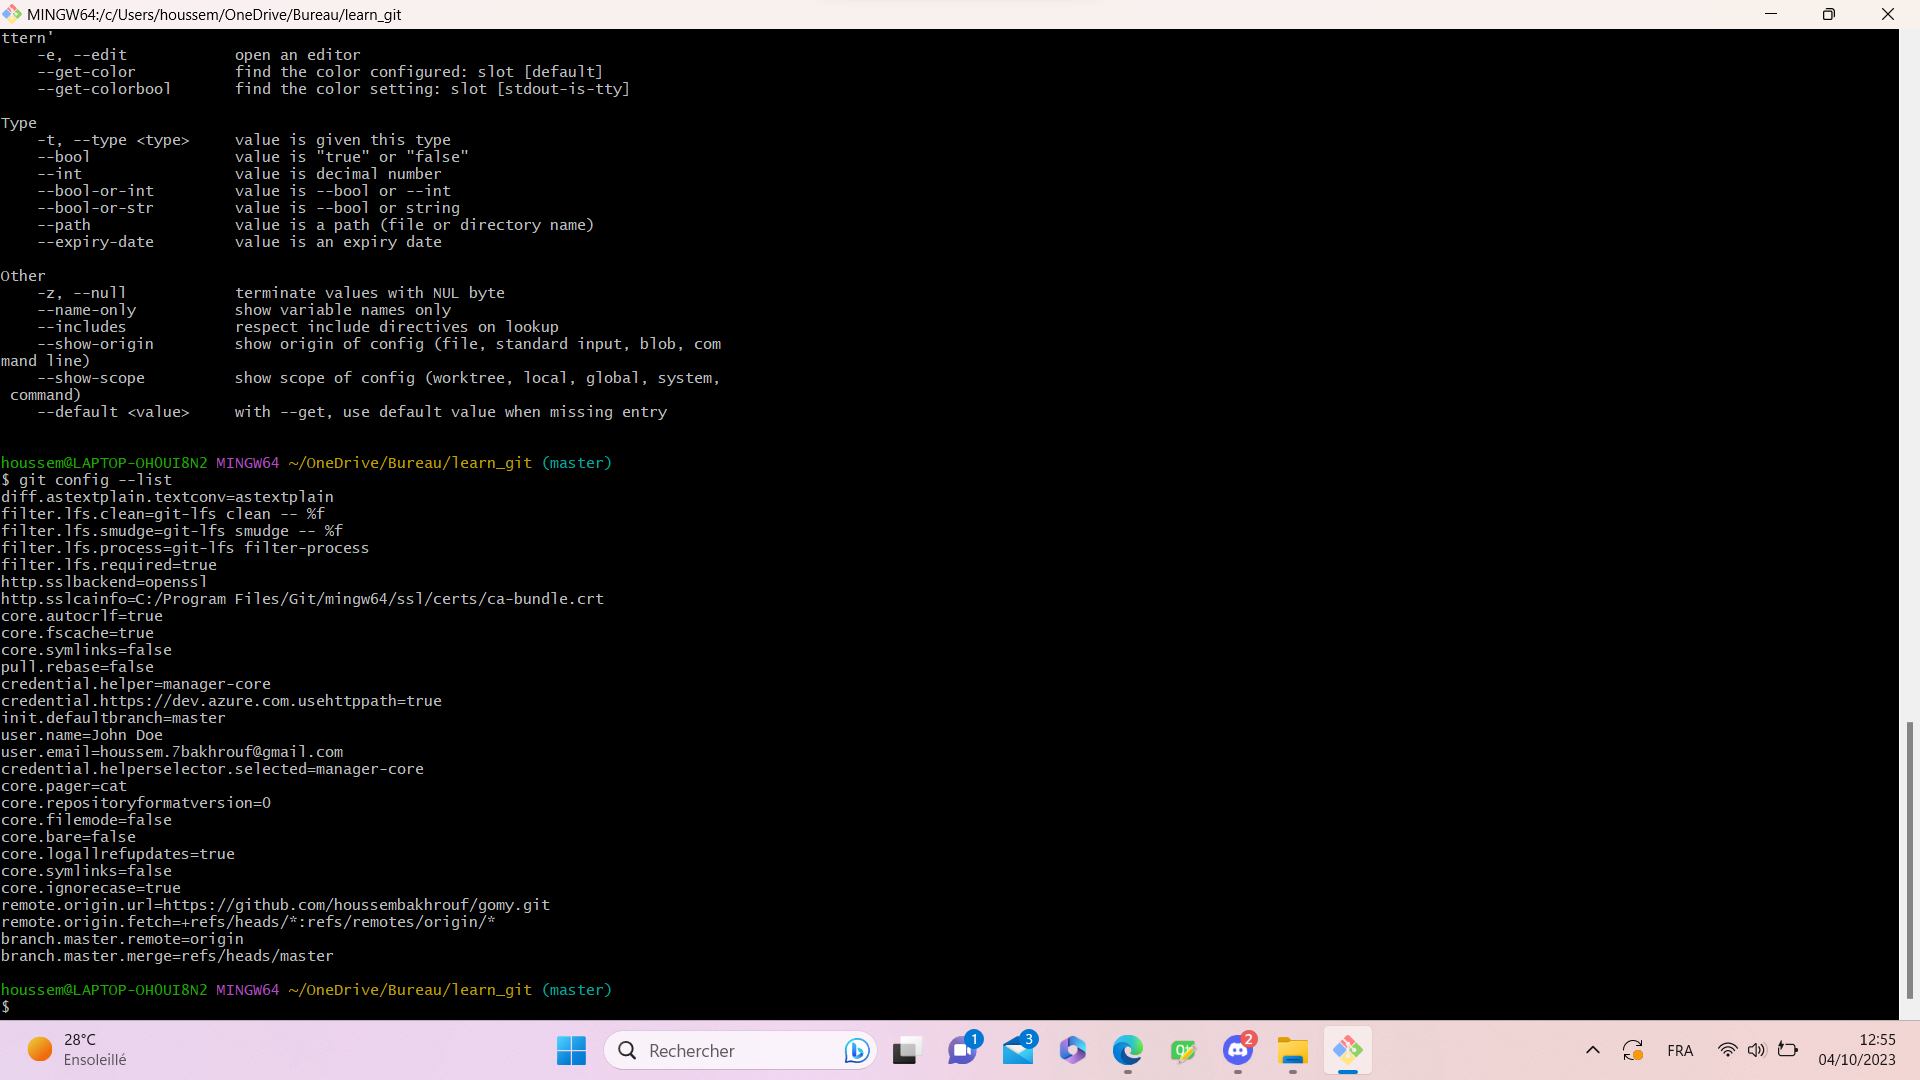 MINGW64:/c/Users/houssem/OneDrive/Bureau/learn_git
ttern'
    -e, --edit            open an editor
    --get-color           find the color configured: slot [default]
    --get-colorbool       find the color setting: slot [stdout-is-tty]
Type
    -t, --type <type>     value is given this type
    --bool                value is "true" or "false"
    --int                 value is decimal number
    --bool-or-int         value is --bool or --int
    --bool-or-str         value is --bool or string
    --path                value is a path (file or directory name)
    --expiry-date         value is an expiry date
Other
    -z, --null            terminate values with NUL byte
    --name-only           show variable names only
    --includes            respect include directives on lookup
    --show-origin         show origin of config (file, standard input, blob, com
mand line)
    --show-scope          show scope of config (worktree, local, global, system,
 command)
    --default <value>     with --get, use default value when missing entry
houssem@LAPTOP-OH0UI8N2 MINGW64 ~/OneDrive/Bureau/learn_git (master)
$ git config --list
diff.astextplain.textconv=astextplain
filter.lfs.clean=git-lfs clean -- %f
filter.lfs.smudge=git-lfs smudge -- %f
filter.lfs.process=git-lfs filter-process
filter.lfs.required=true
http.sslbackend=openssl
http.sslcainfo=C:/Program Files/Git/mingw64/ssl/certs/ca-bundle.crt
core.autocrlf=true
core.fscache=true
core.symlinks=false
pull.rebase=false
credential.helper=manager-core
credential.https://dev.azure.com.usehttppath=true
init.defaultbranch=master
user.name=John Doe
user.email=houssem.7bakhrouf@gmail.com
credential.helperselector.selected=manager-core
core.pager=cat
core.repositoryformatversion=0
core.filemode=false
core.bare=false
core.logallrefupdates=true
core.symlinks=false
core.ignorecase=true
remote.origin.url=https://github.com/houssembakhrouf/gomy.git
remote.origin.fetch=+refs/heads/*:refs/remotes/origin/*
branch.master.remote=origin
branch.master.merge=refs/heads/master
houssem@LAPTOP-OH0UI8N2 MINGW64 ~/OneDrive/Bureau/learn_git (master)
$
28°C
Ensoleillé
Rechercher
1
3
2
FRA
12:55
04/10/2023